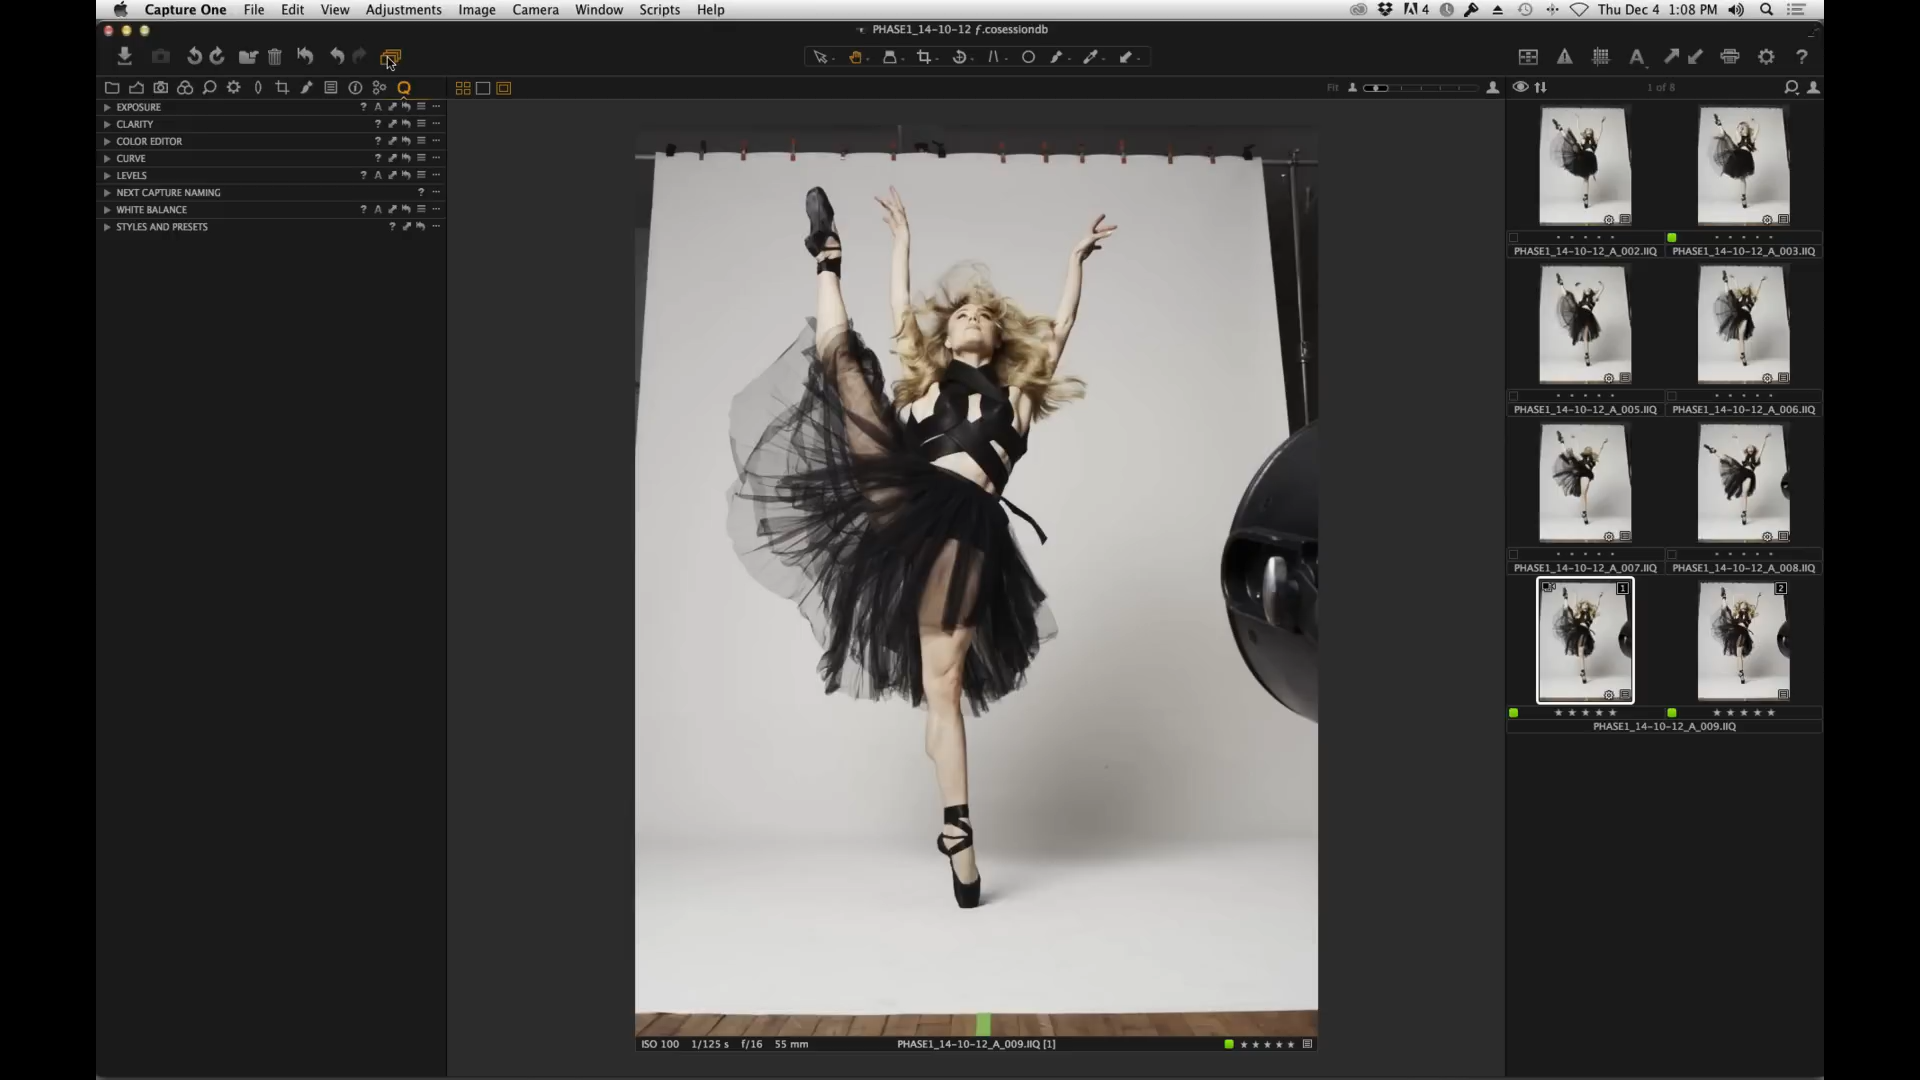 Capture One File Edit View Adjustments Image Camera Window Scripts Help 4 Thu Dec 4 1:08 PM
PHASE1_14-10-12 f.cosessiondb
Fit
1 of 8
EXPOSURE ? A
CLARITY ?
COLOR EDITOR ?
CURVE ?
LEVELS ? A
NEXT CAPTURE NAMING ?
WHITE BALANCE ? A
STYLES AND PRESETS ?
PHASE1_14-10-12_A_002.IIQ PHASE1_14-10-12_A_003.IIQ
PHASE1_14-10-12_A_005.IIQ PHASE1_14-10-12_A_006.IIQ
PHASE1_14-10-12_A_007.IIQ PHASE1_14-10-12_A_008.IIQ
1 2
PHASE1_14-10-12_A_009.IIQ
ISO 100 1/125 s f/16 55 mm PHASE1_14-10-12_A_009.IIQ [1]